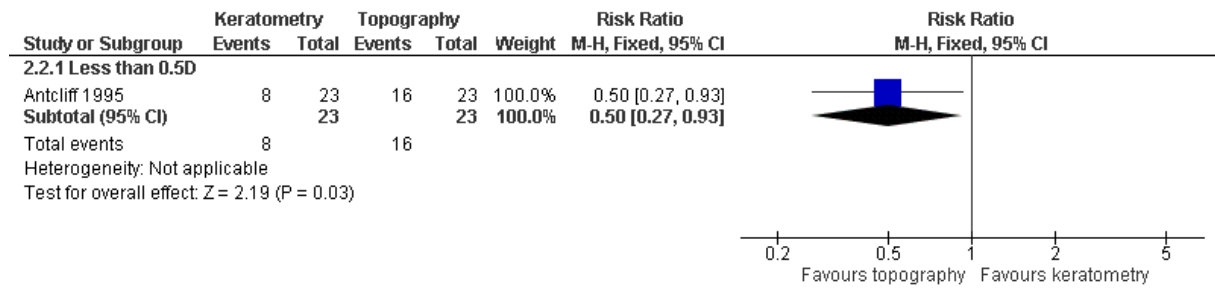 Keratometry Topography Risk Ratio Risk Ratio
Study or Subgroup Events Total Events Total Weight M-H, Fixed, 95% CI M-H, Fixed, 95% CI
2.2.1 Less than 0.5D
Antcliff 1995 8 23 16 23 100.0% 0.50 [0.27, 0.93]
Subtotal (95% CI) 23 23 100.0% 0.50 [0.27, 0.93]
Total events 8 16
Heterogeneity: Not applicable
Test for overall effect: Z = 2.19 (P = 0.03)
0.2 0.5 1 2 5
Favours topography Favours keratometry